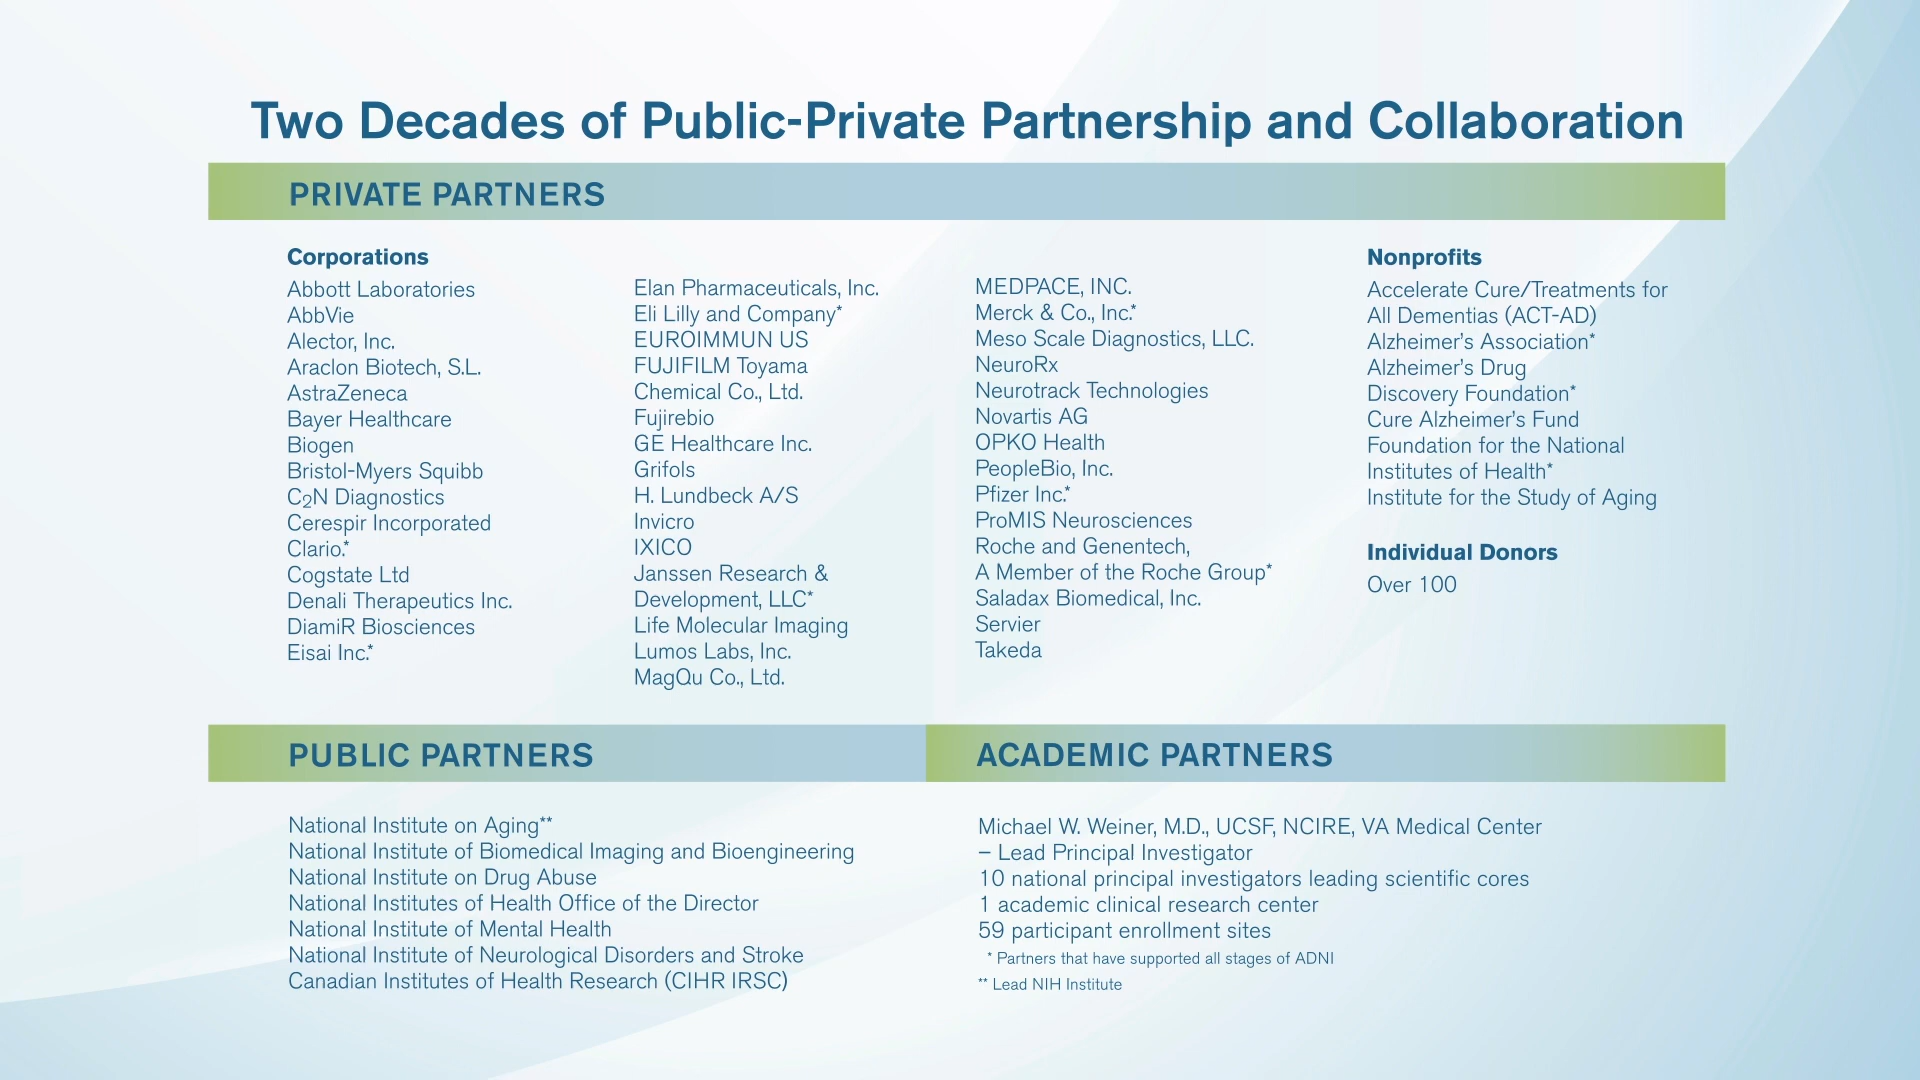 Two Decades of Public-Private Partnership and Collaboration
PRIVATE PARTNERS
Corporations
Abbott Laboratories
AbbVie
Alector, Inc.
Araclon Biotech, S.L.
AstraZeneca
Bayer Healthcare
Biogen
Bristol-Myers Squibb
C2N Diagnostics
Cerespir Incorporated
Clario.*
Cogstate Ltd
Denali Therapeutics Inc.
DiamiR Biosciences
Eisai Inc.*
Elan Pharmaceuticals, Inc.
Eli Lilly and Company*
EUROIMMUN US
FUJIFILM Toyama
Chemical Co., Ltd.
Fujirebio
GE Healthcare Inc.
Grifols
H. Lundbeck A/S
Invicro
IXICO
Janssen Research &
Development, LLC*
Life Molecular Imaging
Lumos Labs, Inc.
MagQu Co., Ltd.
MEDPACE, INC.
Merck & Co., Inc.*
Meso Scale Diagnostics, LLC.
NeuroRx
Neurotrack Technologies
Novartis AG
OPKO Health
PeopleBio, Inc.
Pfizer Inc.*
ProMIS Neurosciences
Roche and Genentech,
A Member of the Roche Group*
Saladax Biomedical, Inc.
Servier
Takeda
Nonprofits
Accelerate Cure/Treatments for
All Dementias (ACT-AD)
Alzheimer's Association*
Alzheimer's Drug
Discovery Foundation*
Cure Alzheimer's Fund
Foundation for the National
Institutes of Health*
Institute for the Study of Aging
Individual Donors
Over 100
PUBLIC PARTNERS
National Institute on Aging**
National Institute of Biomedical Imaging and Bioengineering
National Institute on Drug Abuse
National Institutes of Health Office of the Director
National Institute of Mental Health
National Institute of Neurological Disorders and Stroke
Canadian Institutes of Health Research (CIHR IRSC)
ACADEMIC PARTNERS
Michael W. Weiner, M.D., UCSF, NCIRE, VA Medical Center
– Lead Principal Investigator
10 national principal investigators leading scientific cores
1 academic clinical research center
59 participant enrollment sites
* Partners that have supported all stages of ADNI
** Lead NIH Institute